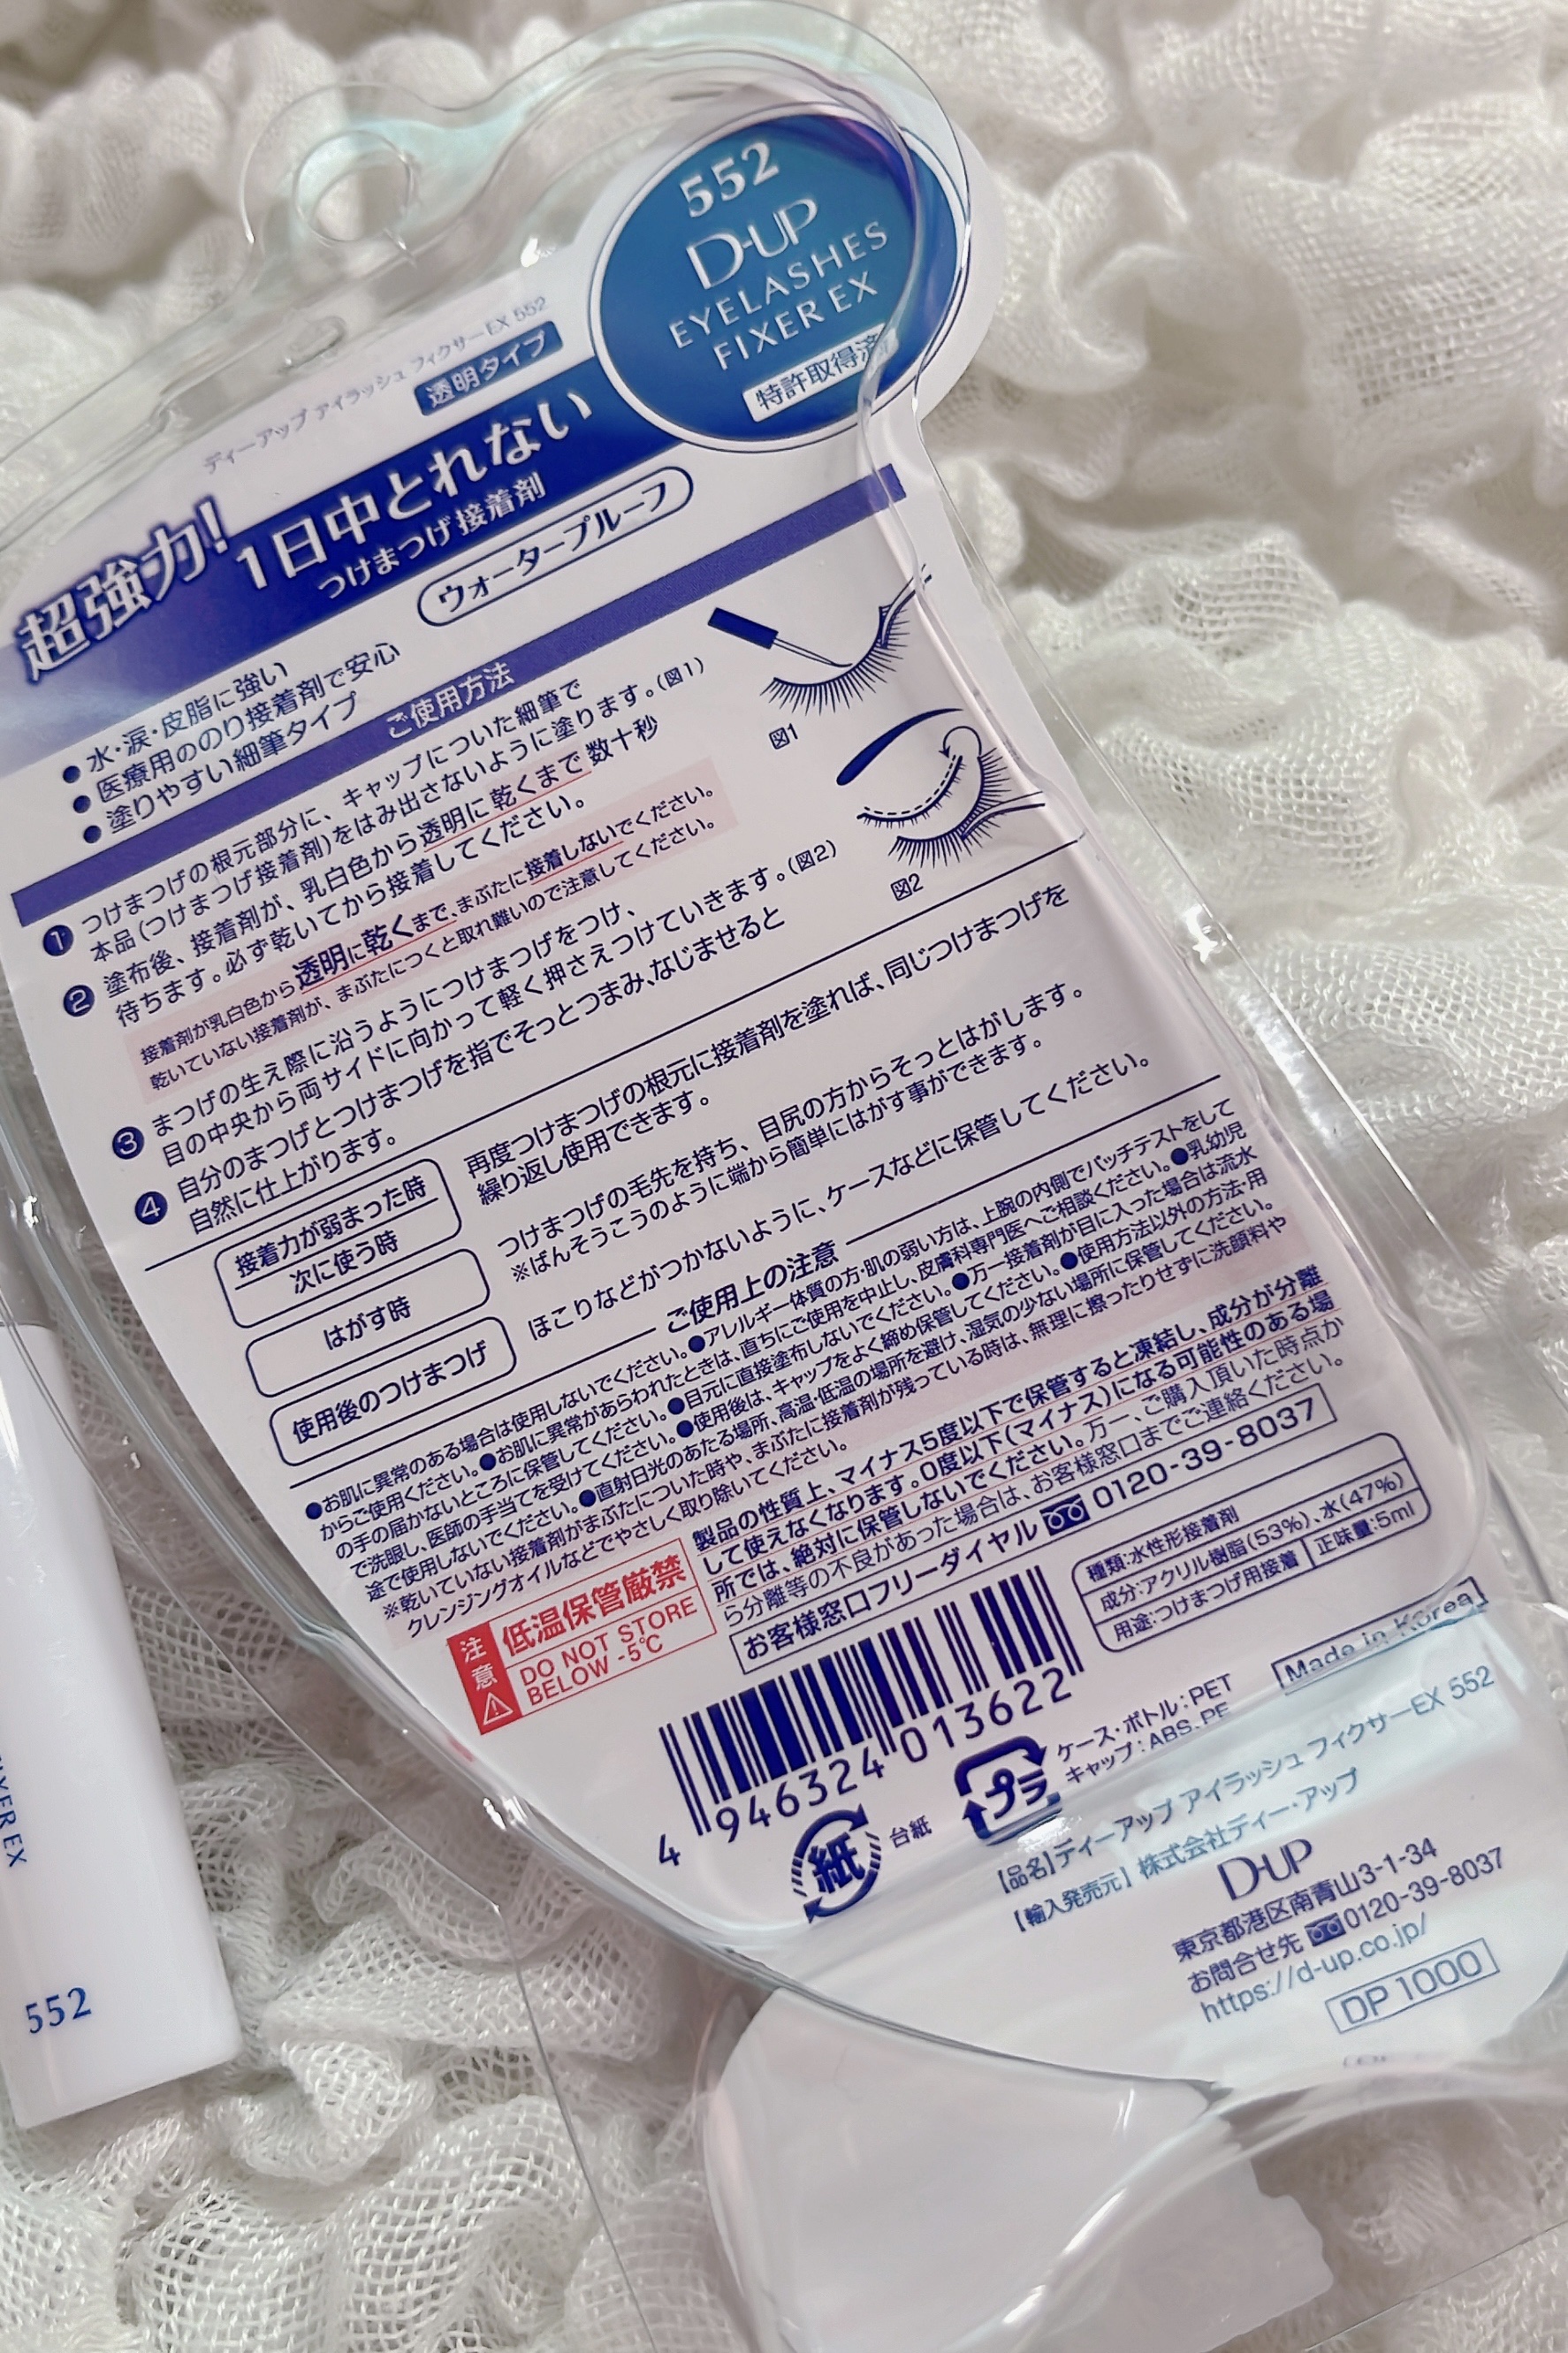 552
D-UP
EYELASHES
FIXER EX
特許取得済
ディーアップ アイラッシュ フィクサーEX 552
透明タイプ
超強力!
1日中とれない
つけまつげ接着剤
ウォータープルーフ
●水・涙・皮脂に強い
●医療用ののり接着剤で安心
●塗りやすい細筆タイプ
ご使用方法
❶つけまつげの根元部分に、キャップについた細筆で
本品(つけまつげ接着剤)をはみ出さないように塗ります。(図1)
❷塗布後、接着剤が、乳白色から透明に乾くまで数十秒
待ちます。必ず乾いてから接着してください。
接着剤が乳白色から透明に乾くまで、まぶたに接着しないでください。
乾いていない接着剤が、まぶたにつくと取れ難いので注意してください。
❸まつげの生え際に沿うようにつけまつげをつけ、
目の中央から両サイドに向かって軽く押さえつけていきます。(図2)
❹自分のまつげとつけまつげを指でそっとつまみ、なじませると
自然に仕上がります。
図1
図2
接着力が弱まった時
次に使う時
再度つけまつげの根元に接着剤を塗れば、同じつけまつげを
繰り返し使用できます。
はがす時
つけまつげの毛先を持ち、目尻の方からそっとはがします。
※ばんそうこうのように端から簡単にはがす事ができます。
使用後のつけまつげ
ほこりなどがつかないように、ケースなどに保管してください。
ご使用上の注意
●お肌に異常のある場合は使用しないでください。●アレルギー体質の方・肌の弱い方は、上腕の内側でパッチテストをして
からご使用ください。●お肌に異常があらわれたときは、直ちにご使用を中止し、皮膚科専門医へご相談ください。●乳幼児
の手の届かないところに保管してください。●目元に直接塗布しないでください。●万一接着剤が目に入った場合は流水
で洗眼し、医師の手当てを受けてください。●使用後は、キャップをよく締め保管してください。●使用方法以外の方法・用
途で使用しないでください。●直射日光のあたる場所、高温・低温の場所を避け、湿気の少ない場所に保管してください。
※乾いていない接着剤がまぶたについた時や、まぶたに接着剤が残っている時は、無理に擦ったりせずに洗顔料や
クレンジングオイルなどでやさしく取り除いてください。
注意
低温保管厳禁
DO NOT STORE
BELOW -5℃
製品の性質上、マイナス5度以下で保管すると凍結し、成分が分離
して使えなくなります。0度以下(マイナス)になる可能性のある場
所では、絶対に保管しないでください。万一、ご購入頂いた時点か
ら分離等の不良があった場合は、お客様窓口までご連絡ください。
お客様窓口フリーダイヤル 0120-39-8037
種類:水性形接着剤
成分:アクリル樹脂(53%)、水(47%)
用途:つけまつげ用接着 正味量:5ml
Made in Korea
4 946324 013622
紙
台紙
プラ
ケース・ボトル:PET
キャップ:ABS、PE
【品名】ディーアップ アイラッシュ フィクサーEX 552
【輸入発売元】株式会社ディー・アップ
D-UP
東京都港区南青山3-1-34
お問合せ先 0120-39-8037
https://d-up.co.jp/
DP 1000
FIXER EX
552